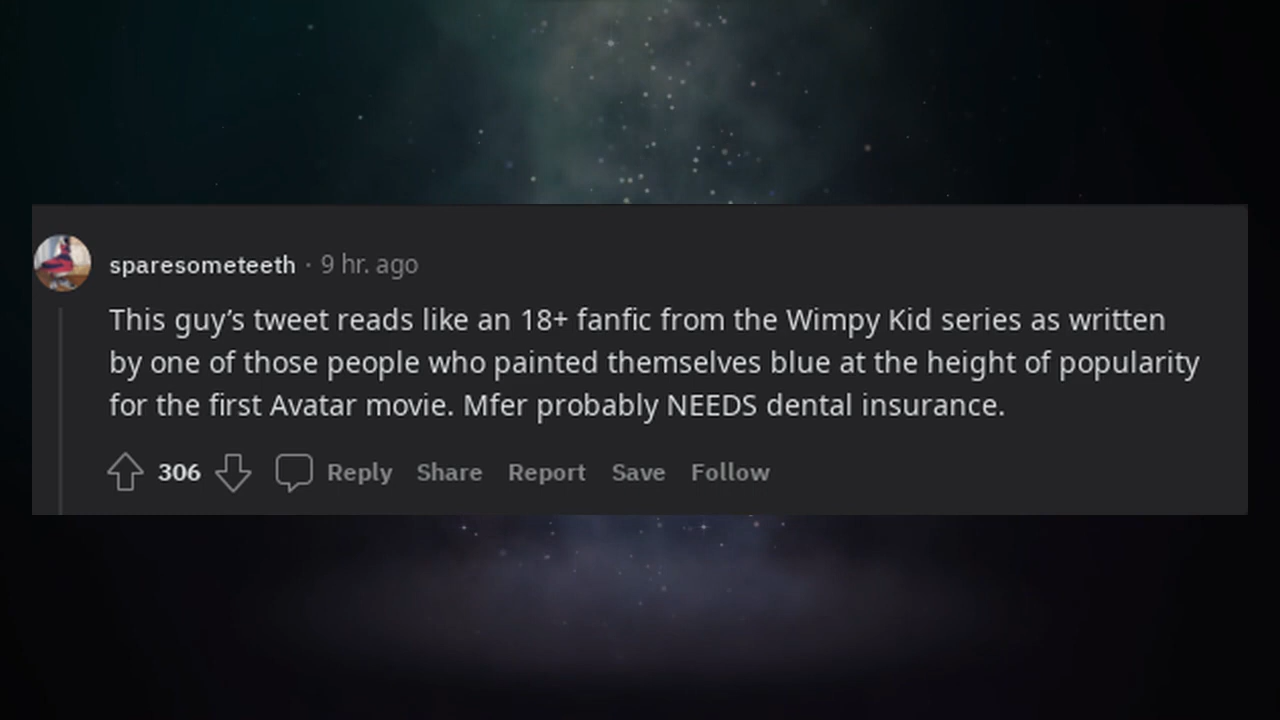 sparesometeeth · 9 hr. ago
This guy’s tweet reads like an 18+ fanfic from the Wimpy Kid series as written
by one of those people who painted themselves blue at the height of popularity
for the first Avatar movie. Mfer probably NEEDS dental insurance.
306 Reply Share Report Save Follow